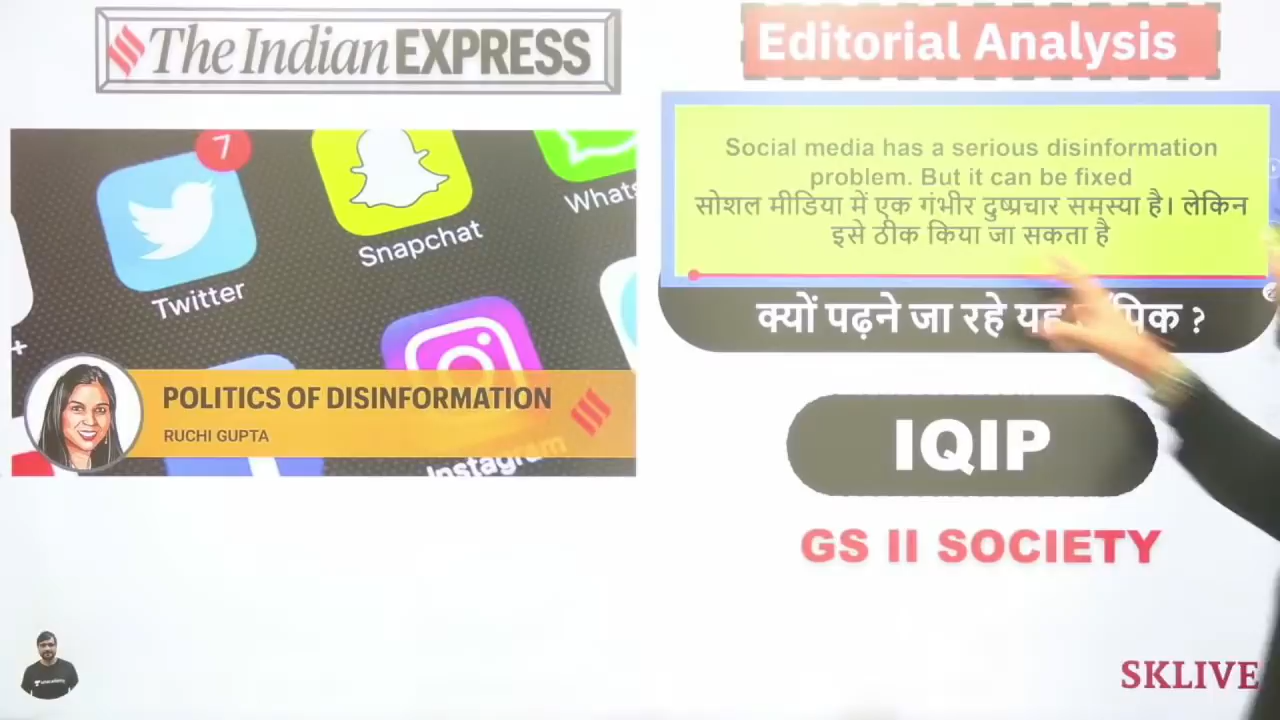 The Indian EXPRESS
Editorial Analysis
Social media has a serious disinformation
problem. But it can be fixed
सोशल मीडिया में एक गंभीर दुष्प्रचार समस्या है। लेकिन
इसे ठीक किया जा सकता है
क्यों पढ़ने जा रहे यह ?
7
Twitter
Snapchat
Whats
Instagram
POLITICS OF DISINFORMATION
RUCHI GUPTA
IQIP
GS II SOCIETY
unacademy
SKLIVE